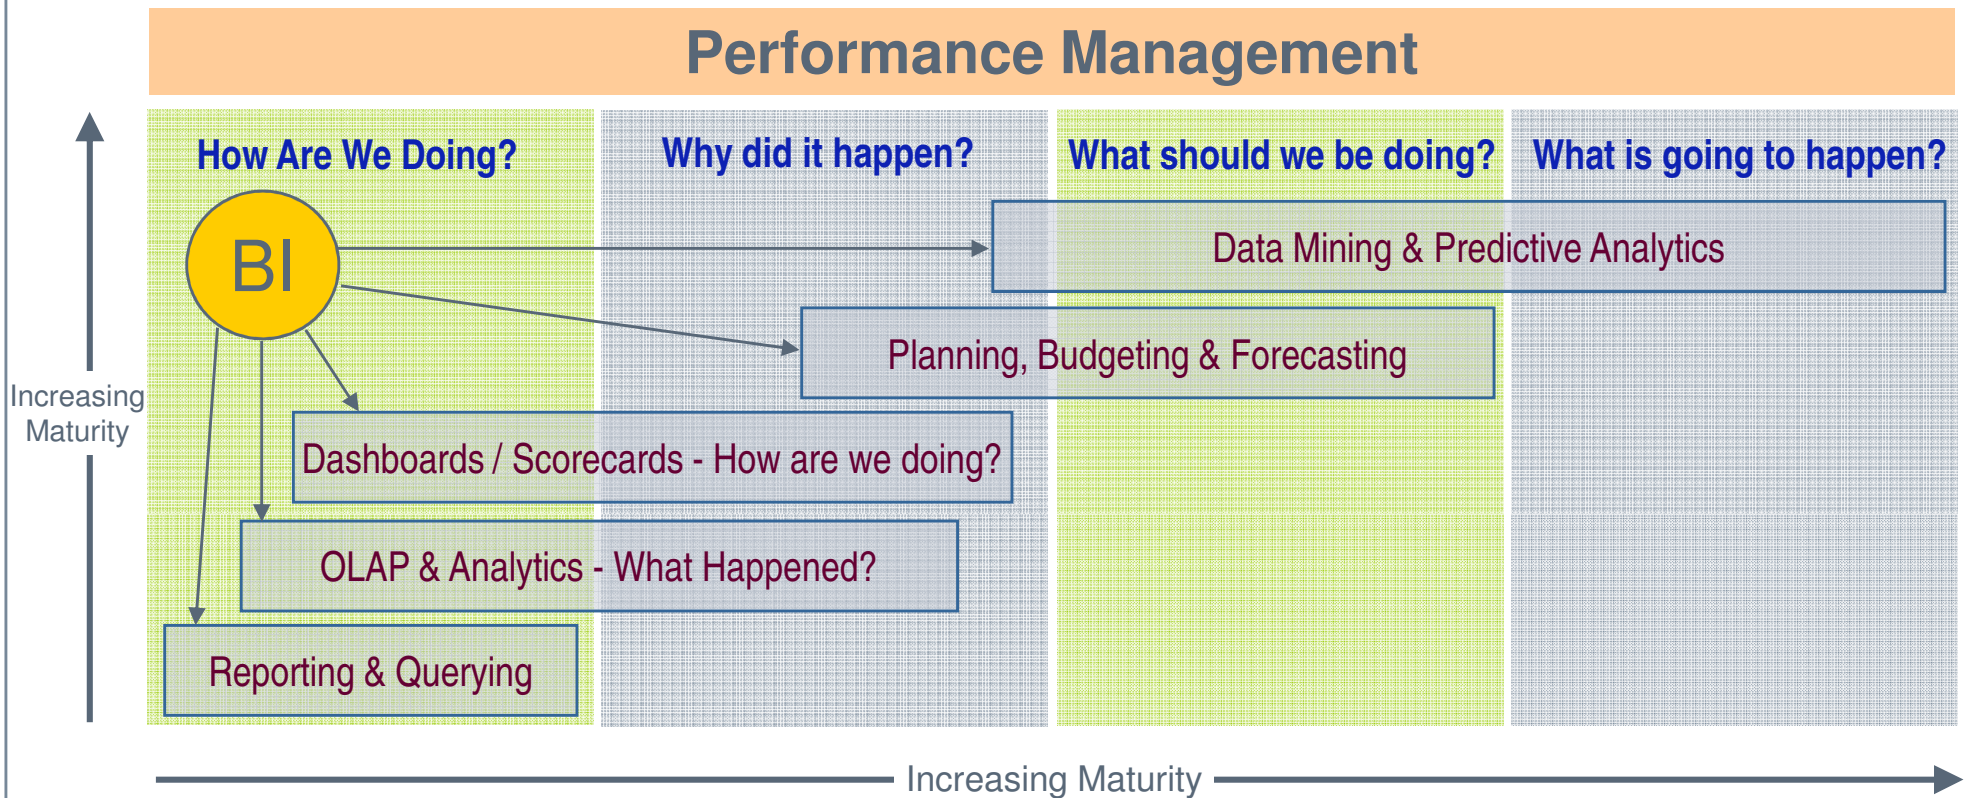 Performance Management
How Are We Doing?
Why did it happen?
What should we be doing?
What is going to happen?
BI
Data Mining & Predictive Analytics
Planning, Budgeting & Forecasting
Increasing
Maturity
Dashboards / Scorecards - How are we doing?
OLAP & Analytics - What Happened?
Reporting & Querying
Increasing Maturity